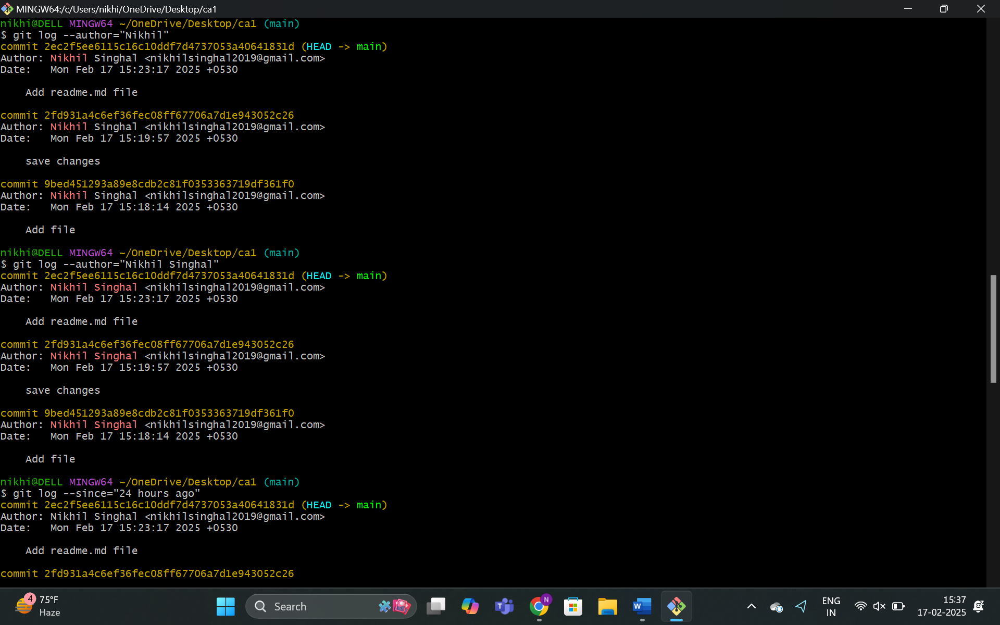 MINGW64:/c/Users/nikhi/OneDrive/Desktop/ca1
nikhi@DELL MINGW64 ~/OneDrive/Desktop/ca1 (main)
$ git log --author="Nikhil"
commit 2ec2f5ee6115c16c10ddf7d4737053a40641831d (HEAD -> main)
Author: Nikhil Singhal <nikhilsinghal2019@gmail.com>
Date:   Mon Feb 17 15:23:17 2025 +0530
    Add readme.md file
commit 2fd931a4c6ef36fec08ff67706a7d1e943052c26
Author: Nikhil Singhal <nikhilsinghal2019@gmail.com>
Date:   Mon Feb 17 15:19:57 2025 +0530
    save changes
commit 9bed451293a89e8cdb2c81f0353363719df361f0
Author: Nikhil Singhal <nikhilsinghal2019@gmail.com>
Date:   Mon Feb 17 15:18:14 2025 +0530
    Add file
nikhi@DELL MINGW64 ~/OneDrive/Desktop/ca1 (main)
$ git log --author="Nikhil Singhal"
commit 2ec2f5ee6115c16c10ddf7d4737053a40641831d (HEAD -> main)
Author: Nikhil Singhal <nikhilsinghal2019@gmail.com>
Date:   Mon Feb 17 15:23:17 2025 +0530
    Add readme.md file
commit 2fd931a4c6ef36fec08ff67706a7d1e943052c26
Author: Nikhil Singhal <nikhilsinghal2019@gmail.com>
Date:   Mon Feb 17 15:19:57 2025 +0530
    save changes
commit 9bed451293a89e8cdb2c81f0353363719df361f0
Author: Nikhil Singhal <nikhilsinghal2019@gmail.com>
Date:   Mon Feb 17 15:18:14 2025 +0530
    Add file
nikhi@DELL MINGW64 ~/OneDrive/Desktop/ca1 (main)
$ git log --since="24 hours ago"
commit 2ec2f5ee6115c16c10ddf7d4737053a40641831d (HEAD -> main)
Author: Nikhil Singhal <nikhilsinghal2019@gmail.com>
Date:   Mon Feb 17 15:23:17 2025 +0530
    Add readme.md file
commit 2fd931a4c6ef36fec08ff67706a7d1e943052c26
4
75°F
Haze
Search
T
N
W
ENG
IN
15:37
17-02-2025